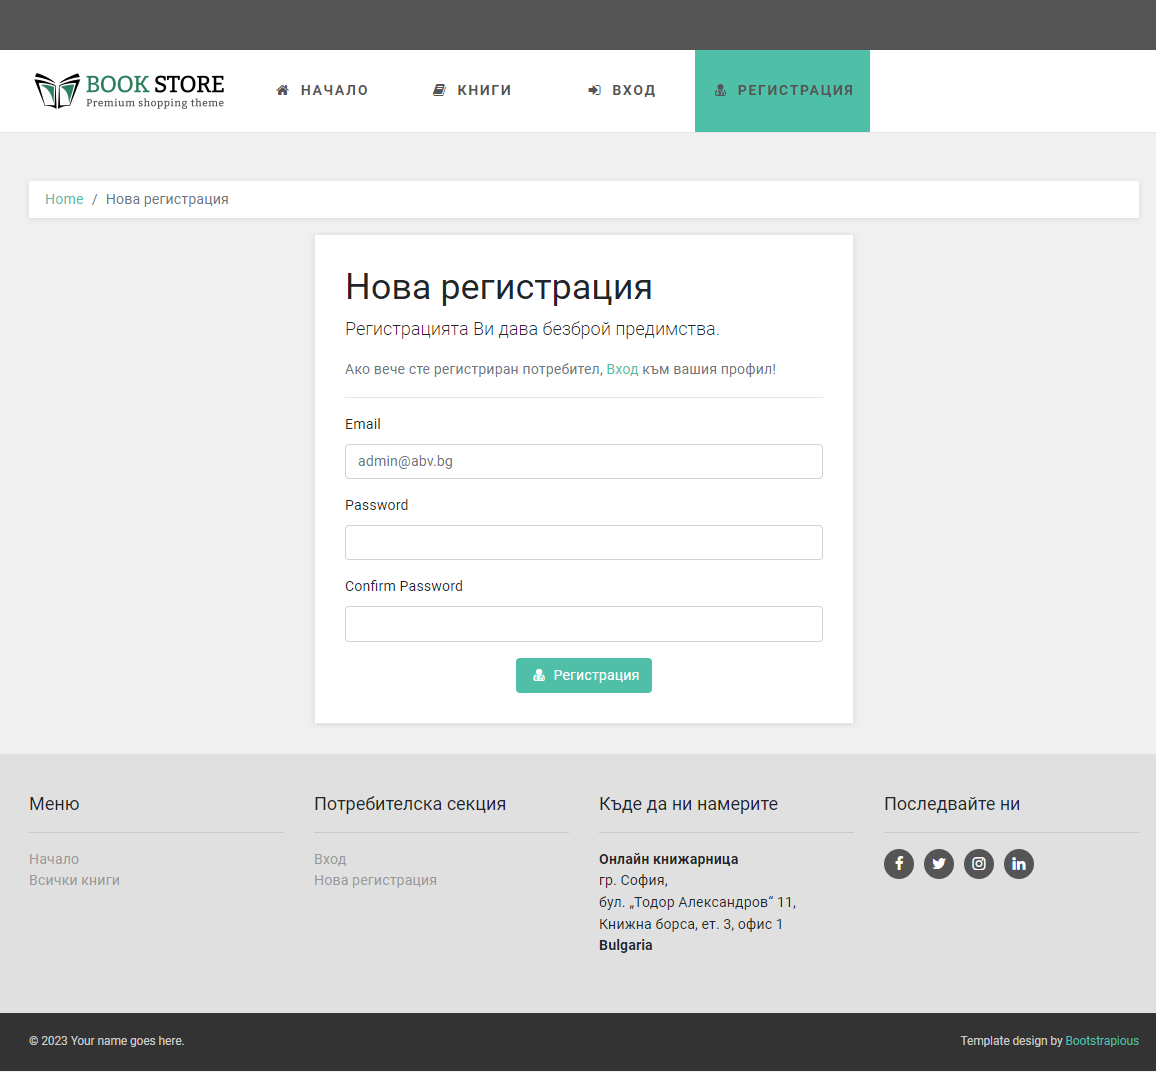 BOOK STORE
Premium shopping theme
НАЧАЛО
КНИГИ
ВХОД
РЕГИСТРАЦИЯ
Home / Нова регистрация
Нова регистрация
Регистрацията Ви дава безброй предимства.
Ако вече сте регистриран потребител, Вход към вашия профил!
Email
admin@abv.bg
Password
Confirm Password
Регистрация
Меню
Начало
Всички книги
Потребителска секция
Вход
Нова регистрация
Къде да ни намерите
Онлайн книжарница
гр. София,
бул. „Тодор Александров“ 11,
Книжна борса, ет. 3, офис 1
Bulgaria
Последвайте ни
© 2023 Your name goes here.
Template design by Bootstrapious